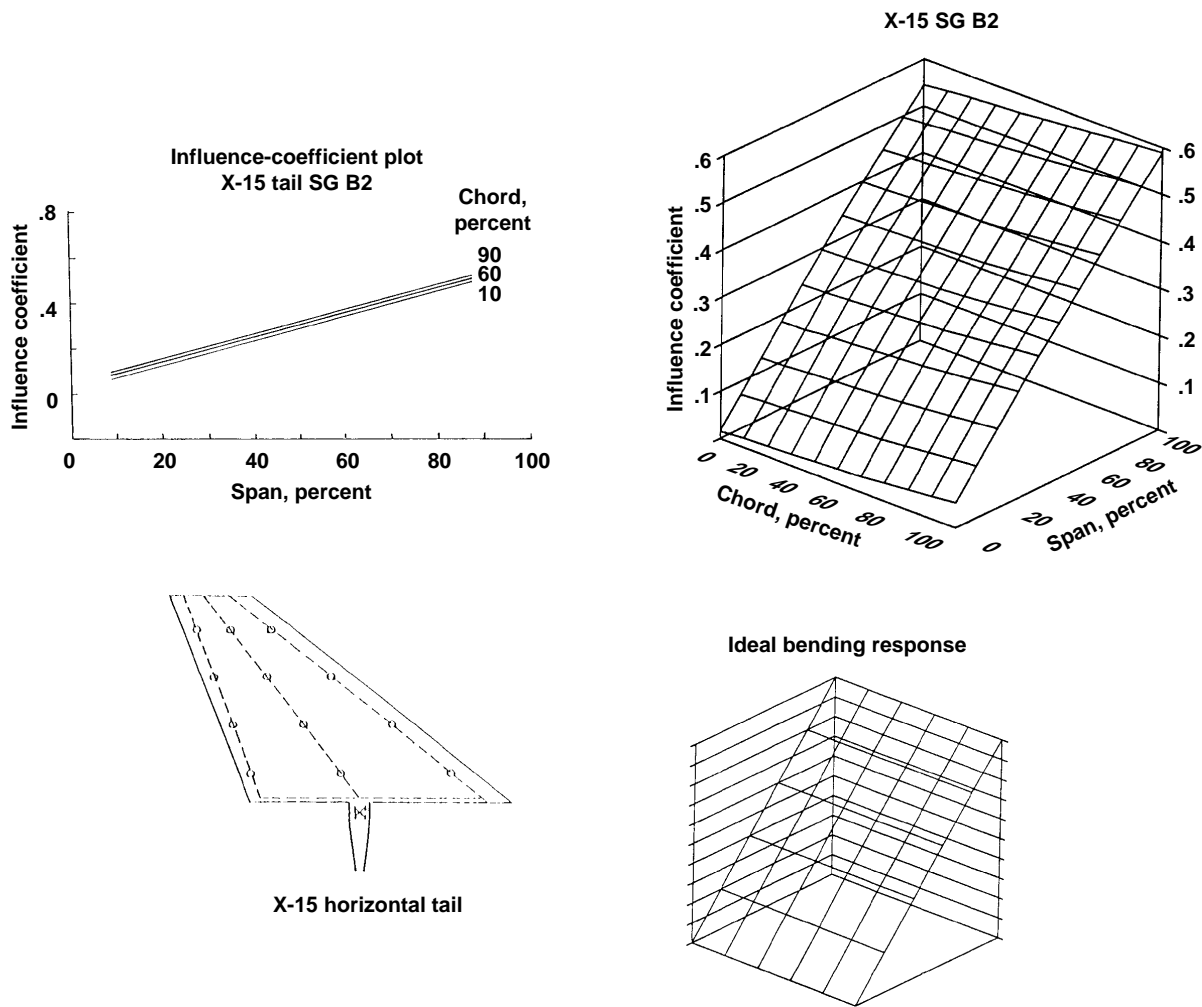 Influence-coefficient plot
X-15 tail SG B2
Chord,
percent
90
60
10
.8
.4
0
Influence coefficient
0 20 40 60 80 100
Span, percent
X-15 SG B2
.6
.5
.4
.3
.2
.1
Influence coefficient
.6
.5
.4
.3
.2
.1
0 20 40 60 80 100
Chord, percent
0 20 40 60 80 100
Span, percent
X-15 horizontal tail
Ideal bending response